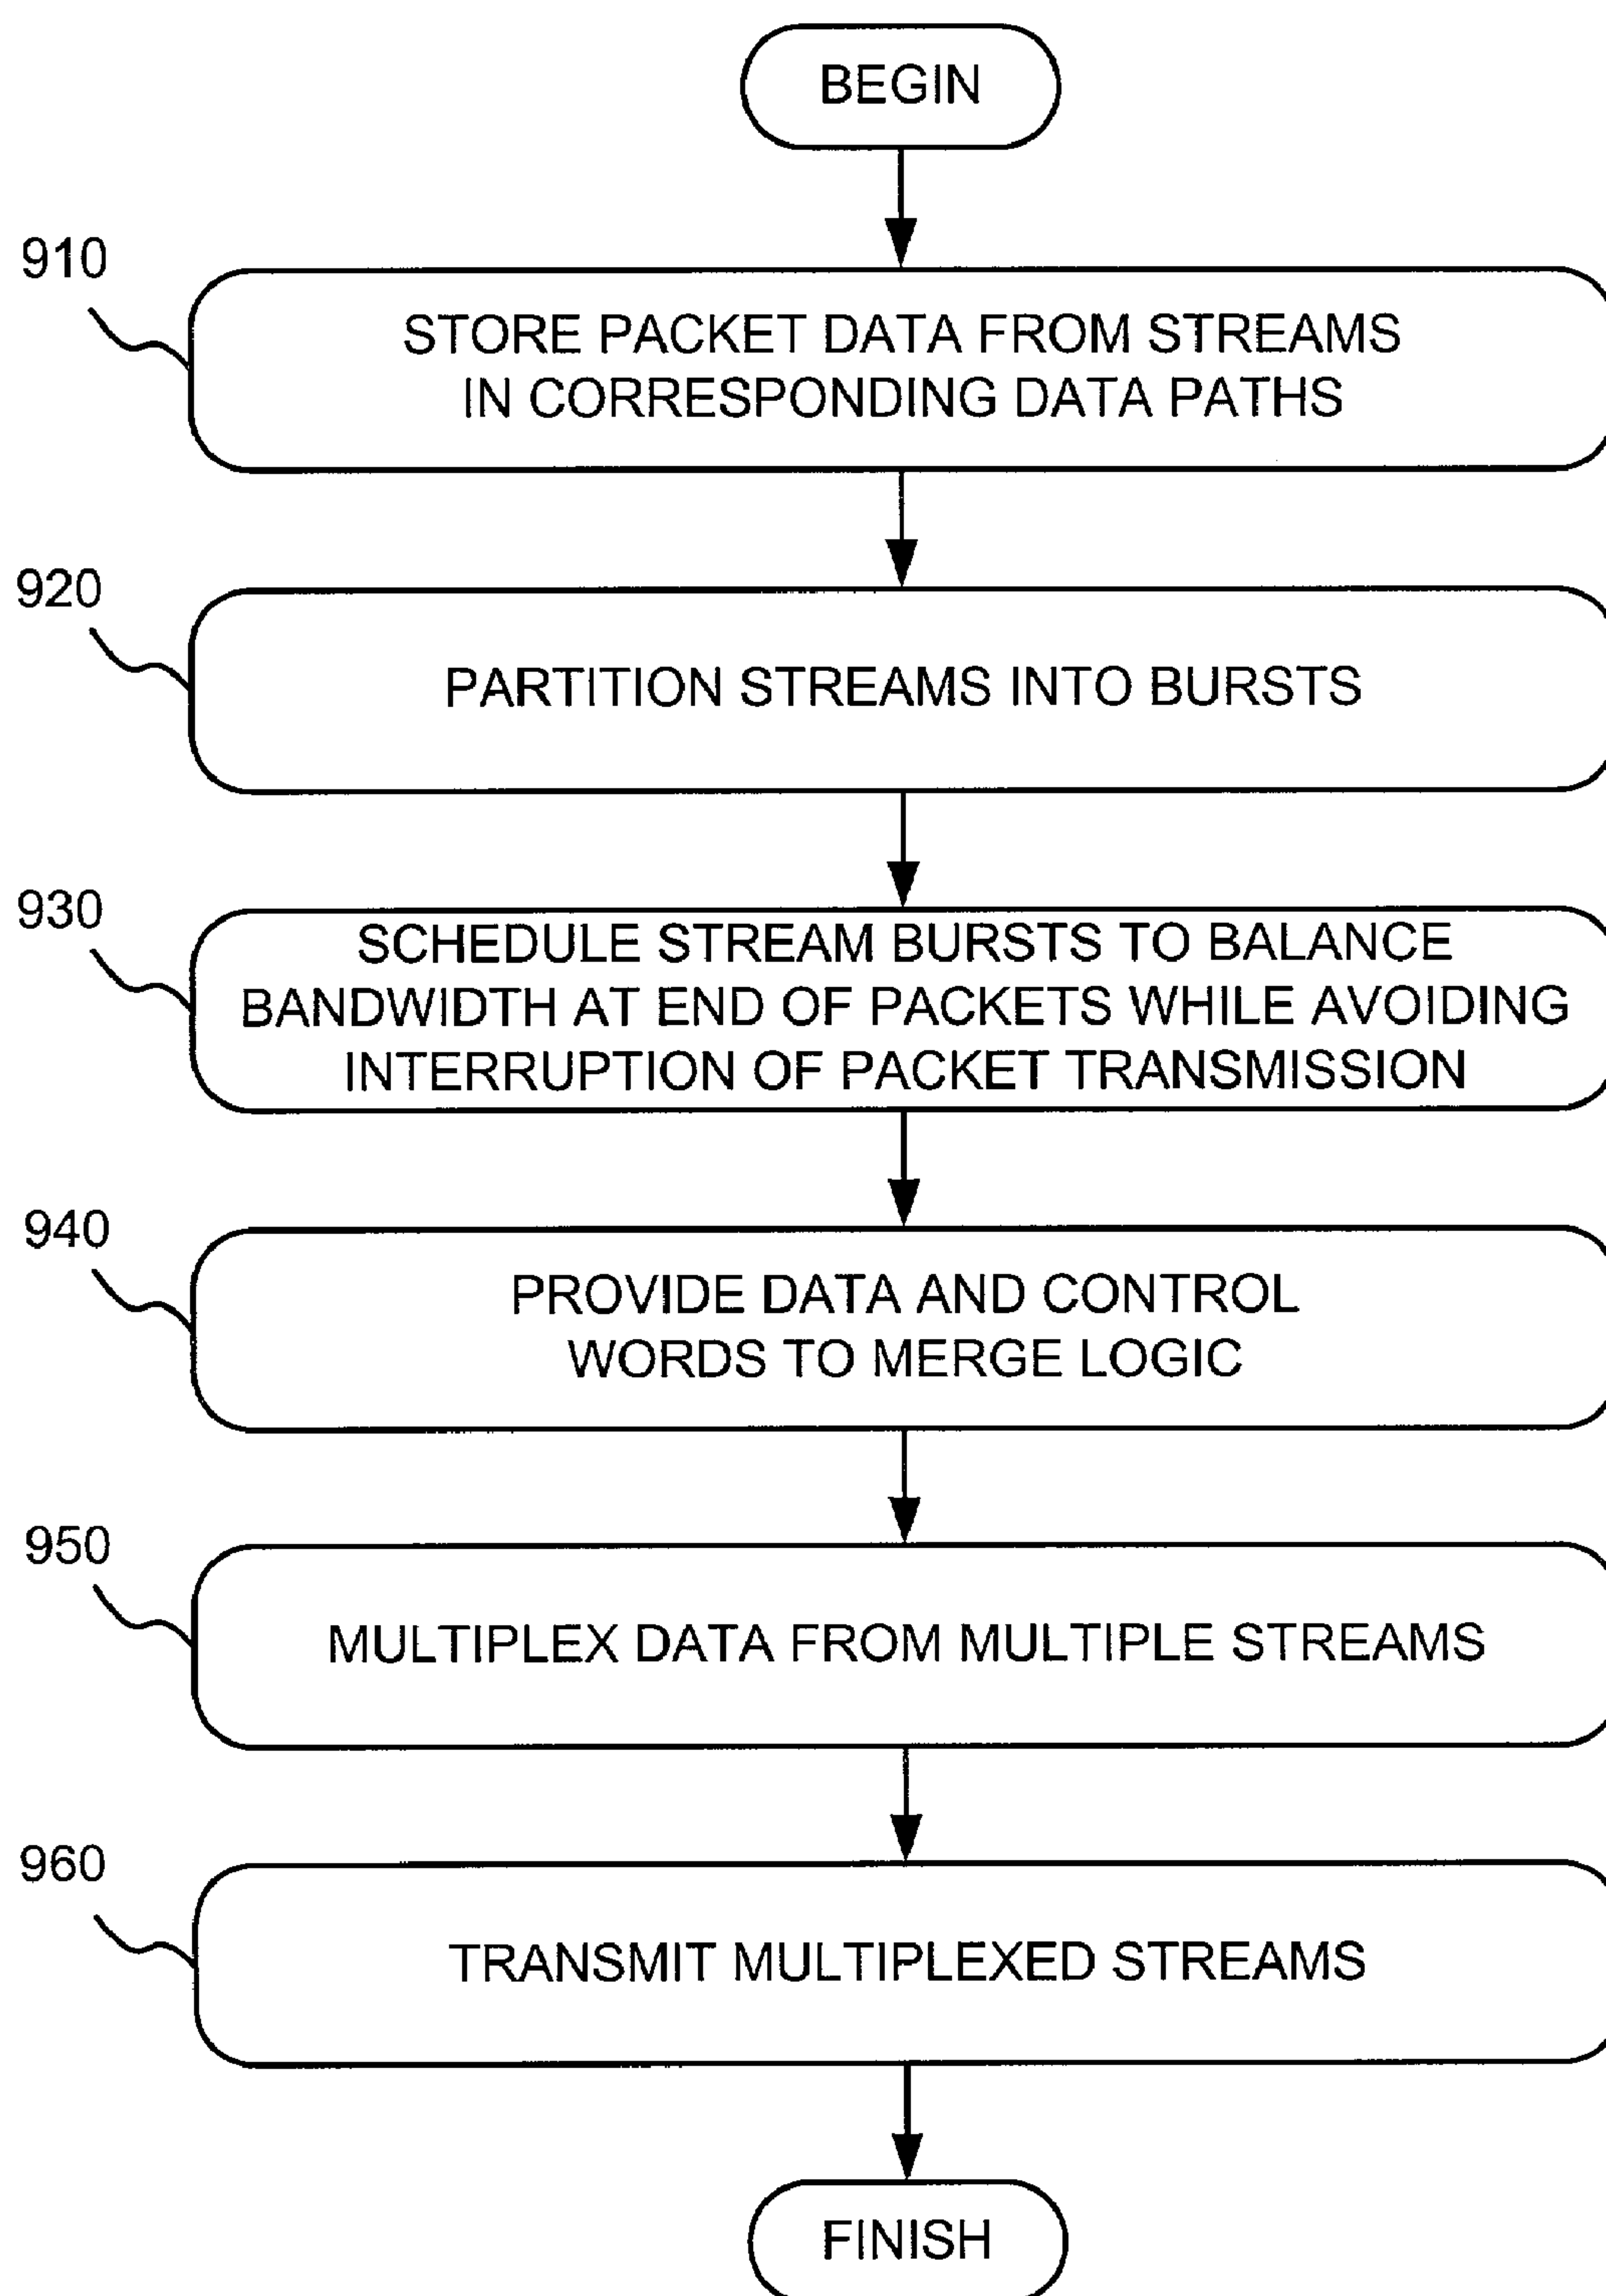 BEGIN
910
STORE PACKET DATA FROM STREAMS
IN CORRESPONDING DATA PATHS
920
PARTITION STREAMS INTO BURSTS
930
SCHEDULE STREAM BURSTS TO BALANCE
BANDWIDTH AT END OF PACKETS WHILE AVOIDING
INTERRUPTION OF PACKET TRANSMISSION
940
PROVIDE DATA AND CONTROL
WORDS TO MERGE LOGIC
950
MULTIPLEX DATA FROM MULTIPLE STREAMS
960
TRANSMIT MULTIPLEXED STREAMS
FINISH